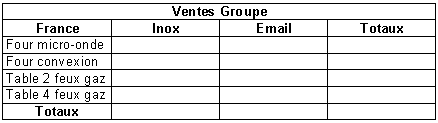 Ventes Groupe
France Inox Email Totaux
Four micro-onde
Four convexion
Table 2 feux gaz
Table 4 feux gaz
Totaux